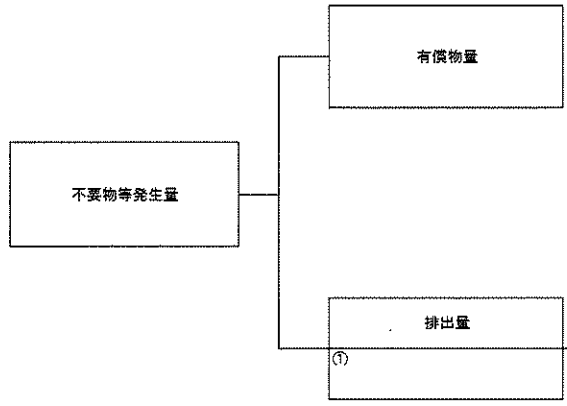 有償物量
不要物等発生量
排出量
①